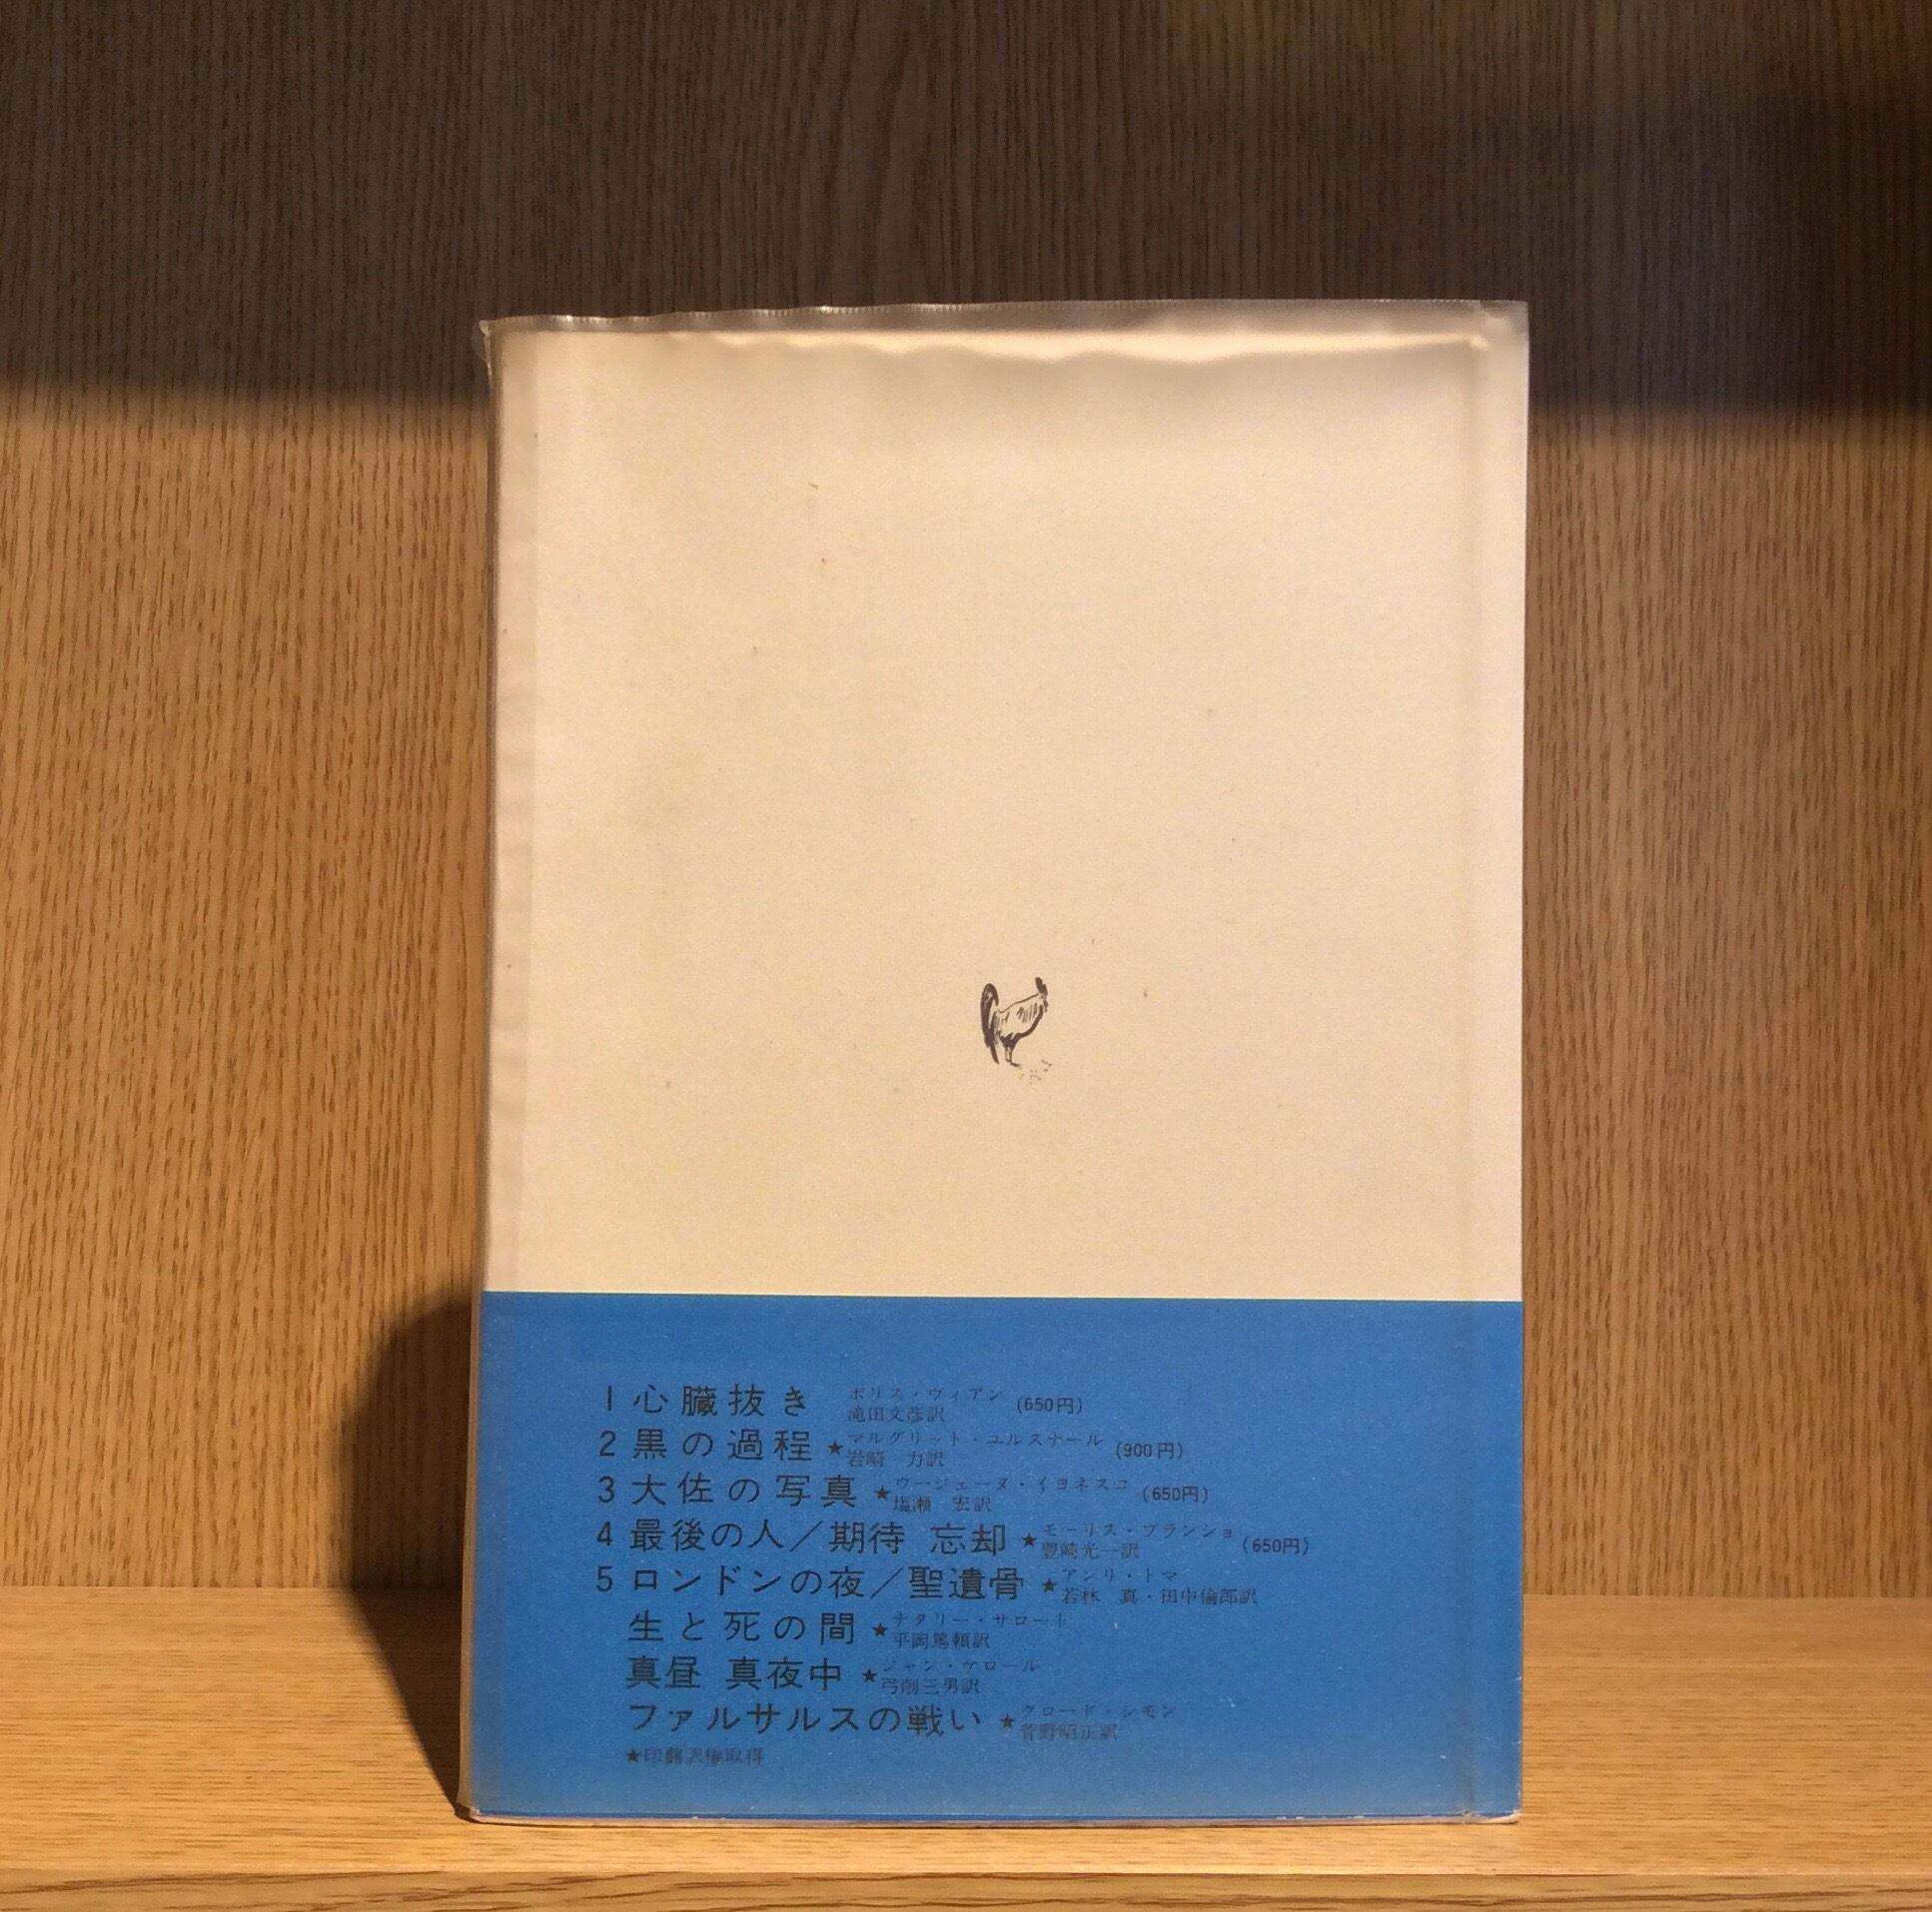 1 心臓抜き ボリス・ヴィアン 滝田文彦訳 (650円)
2 黒の過程 ★マルグリット・ユルスナール 岩崎 力訳 (900円)
3 大佐の写真 ★ウージェーヌ・イヨネスコ 塩瀬 宏訳 (650円)
4 最後の人／期待 忘却 ★モーリス・ブランショ 豊崎光一訳 (650円)
5 ロンドンの夜／聖遺骨 ★アンリ・トマ 若林 真・田中倫郎訳
生と死の間 ★ナタリー・サロート 平岡篤頼訳
真昼 真夜中 ★ジャン・ケロール 弓削三男訳
ファルサルスの戦い ★クロード・シモン 菅野昭正訳
★印翻訳権取得